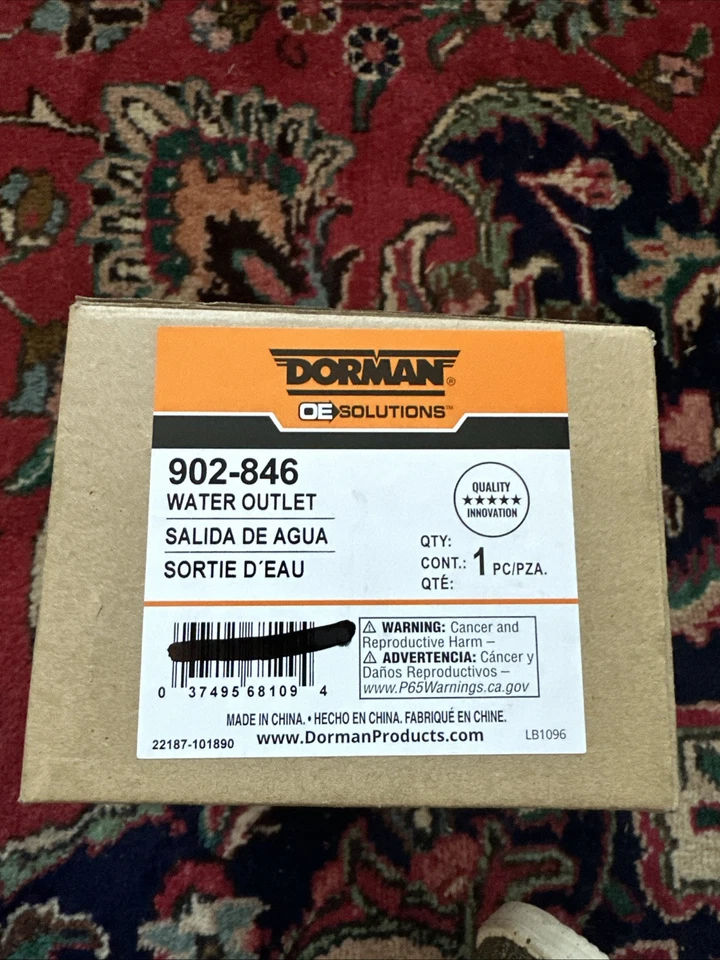 DORMAN®
OE SOLUTIONS™
902-846
WATER OUTLET
SALIDA DE AGUA
SORTIE D´EAU
QUALITY
★★★★★
INNOVATION
QTY:
CONT.: 1 PC/PZA.
QTÉ:
0 37495 68109 4
⚠ WARNING: Cancer and
Reproductive Harm –
⚠ ADVERTENCIA: Cáncer y
Daños Reproductivos –
www.P65Warnings.ca.gov
MADE IN CHINA. • HECHO EN CHINA. FABRIQUÉ EN CHINE.
22187-101890 www.DormanProducts.com LB1096